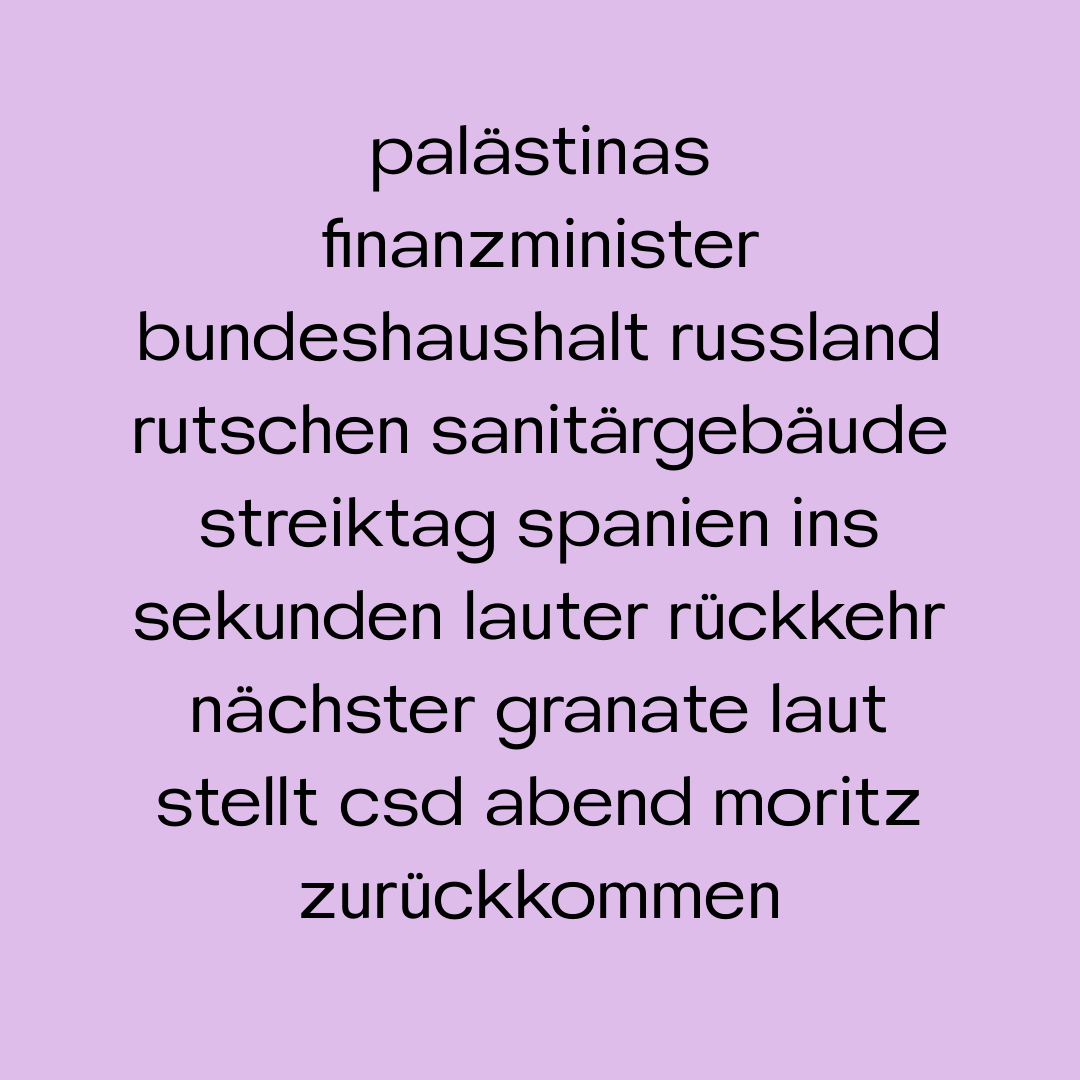 palästinas
finanzminister
bundeshaushalt russland
rutschen sanitärgebäude
streiktag spanien ins
sekunden lauter rückkehr
nächster granate laut
stellt csd abend moritz
zurückkommen